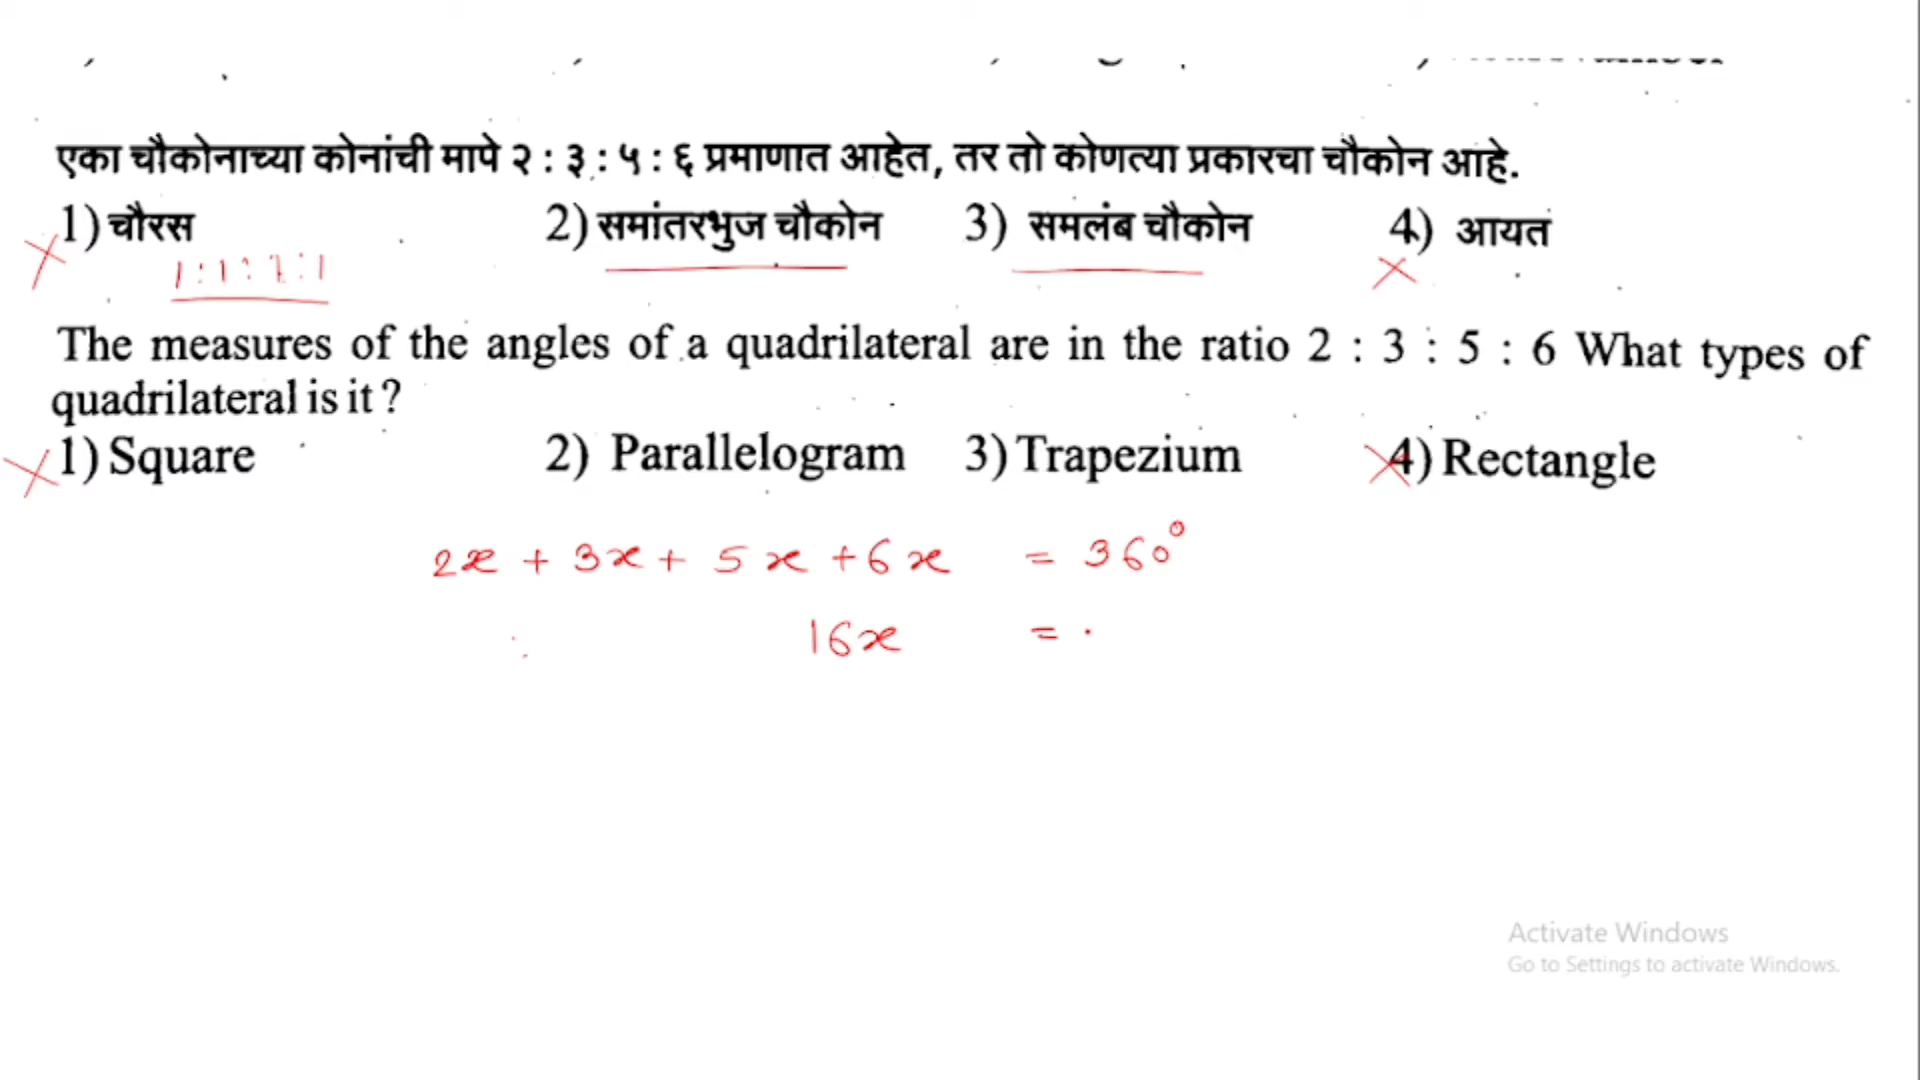 एका चौकोनाच्या कोनांची मापे २ : ३ : ५ : ६ प्रमाणात आहेत, तर तो कोणत्या प्रकारचा चौकोन आहे.
1) चौरस 2) समांतरभुज चौकोन 3) समलंब चौकोन 4) आयत
1 : 1 : 1 : 1
The measures of the angles of a quadrilateral are in the ratio 2 : 3 : 5 : 6 What types of
quadrilateral is it ?
1) Square 2) Parallelogram 3) Trapezium 4) Rectangle
2x + 3x + 5x + 6x = 360°
16x =
Activate Windows
Go to Settings to activate Windows.